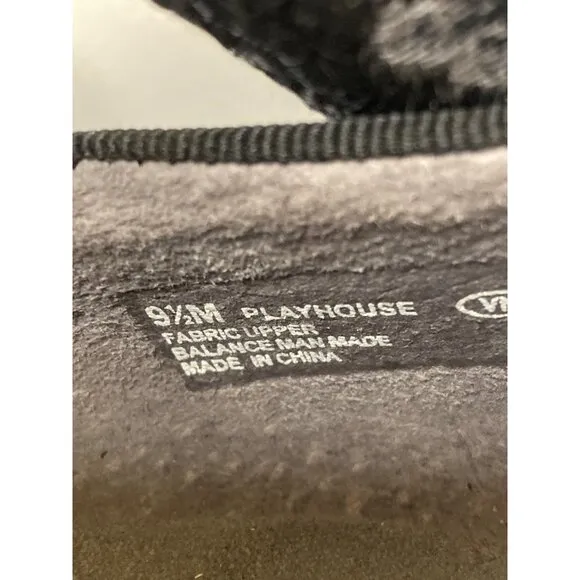 9½M PLAYHOUSE
FABRIC UPPER
BALANCE MAN MADE
MADE IN CHINA